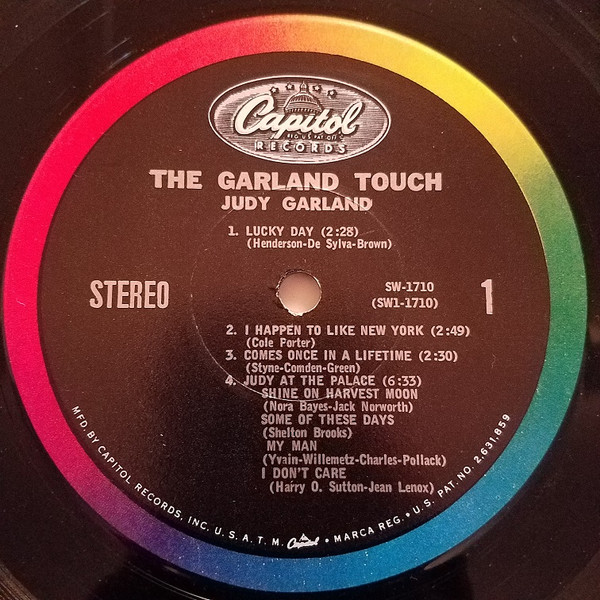 Capitol
RECORDS
THE GARLAND TOUCH
JUDY GARLAND
1. LUCKY DAY (2:28)
(Henderson-De Sylva-Brown)
STEREO
SW-1710
(SW1-1710)
1
2. I HAPPEN TO LIKE NEW YORK (2:49)
(Cole Porter)
3. COMES ONCE IN A LIFETIME (2:30)
(Styne-Comden-Green)
4. JUDY AT THE PALACE (6:33)
SHINE ON HARVEST MOON
(Nora Bayes-Jack Norworth)
SOME OF THESE DAYS
(Shelton Brooks)
MY MAN
(Yvain-Willemetz-Charles-Pollack)
I DON'T CARE
(Harry O. Sutton-Jean Lenox)
MFD. BY CAPITOL RECORDS, INC. U.S.A. T.M. Capitol • MARCA REG. • U.S. PAT. NO. 2,631,859